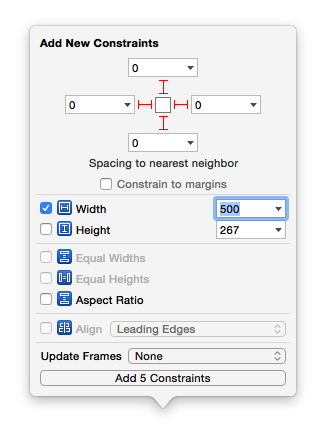 Add New Constraints
0
0 0
0
Spacing to nearest neighbor
Constrain to margins
Width 500
Height 267
Equal Widths
Equal Heights
Aspect Ratio
Align Leading Edges
Update Frames None
Add 5 Constraints